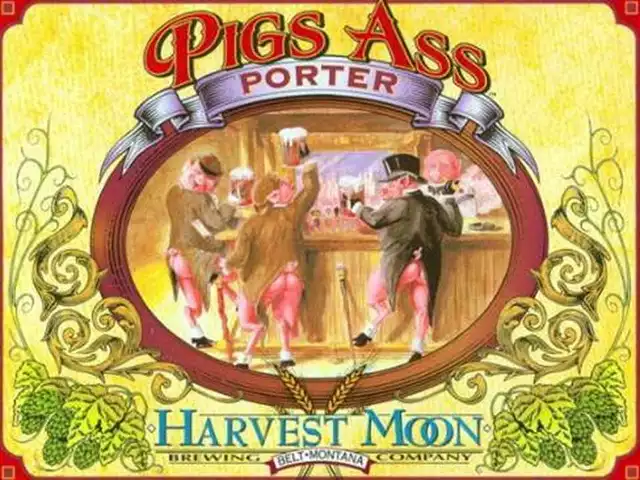 PIGS ASS
PORTER
HARVEST MOON
BREWING BELT·MONTANA COMPANY